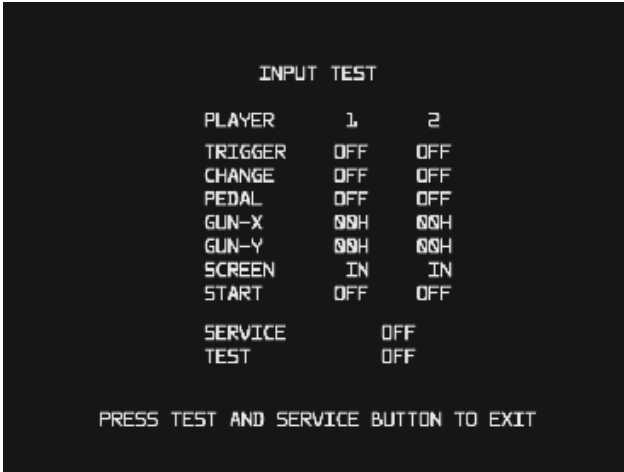 INPUT TEST
PLAYER 1 2
TRIGGER OFF OFF
CHANGE OFF OFF
PEDAL OFF OFF
GUN-X 00H 00H
GUN-Y 00H 00H
SCREEN IN IN
START OFF OFF
SERVICE OFF
TEST OFF
PRESS TEST AND SERVICE BUTTON TO EXIT